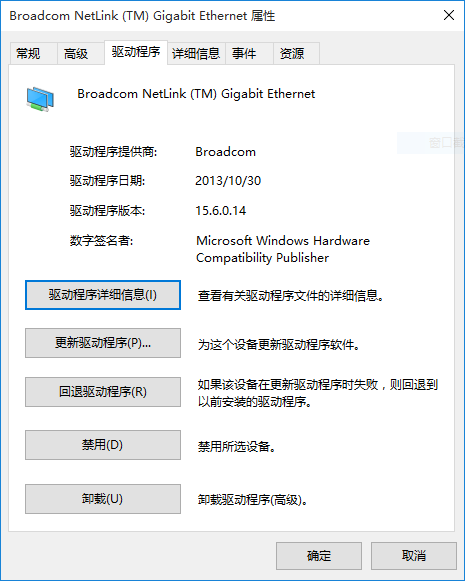 Broadcom NetLink (TM) Gigabit Ethernet 属性
常规 高级 驱动程序 详细信息 事件 资源
Broadcom NetLink (TM) Gigabit Ethernet
驱动程序提供商: Broadcom
驱动程序日期: 2013/10/30
驱动程序版本: 15.6.0.14
数字签名者: Microsoft Windows Hardware
Compatibility Publisher
驱动程序详细信息(I) 查看有关驱动程序文件的详细信息。
更新驱动程序(P)... 为这个设备更新驱动程序软件。
回退驱动程序(R) 如果该设备在更新驱动程序时失败，则回退到
以前安装的驱动程序。
禁用(D) 禁用所选设备。
卸载(U) 卸载驱动程序(高级)。
确定 取消